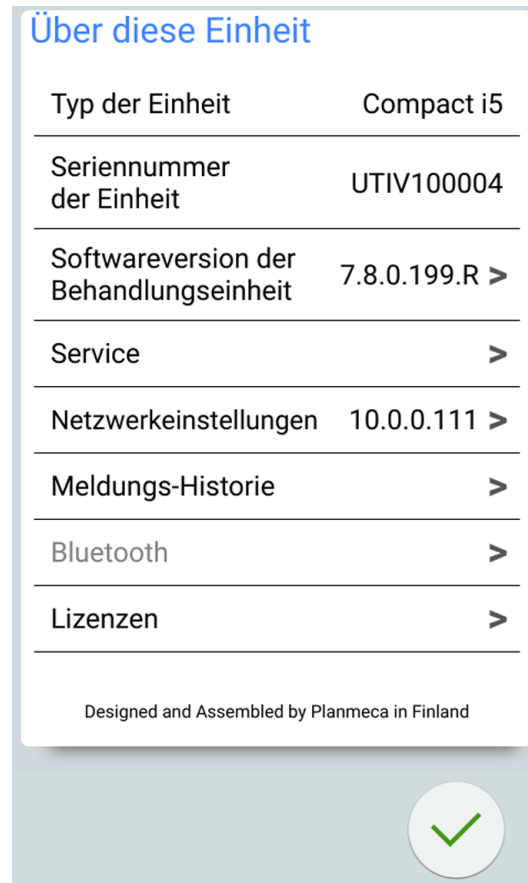 Über diese Einheit
Typ der Einheit Compact i5
Seriennummer
der Einheit UTIV100004
Softwareversion der
Behandlungseinheit 7.8.0.199.R >
Service >
Netzwerkeinstellungen 10.0.0.111 >
Meldungs-Historie >
Bluetooth >
Lizenzen >
Designed and Assembled by Planmeca in Finland